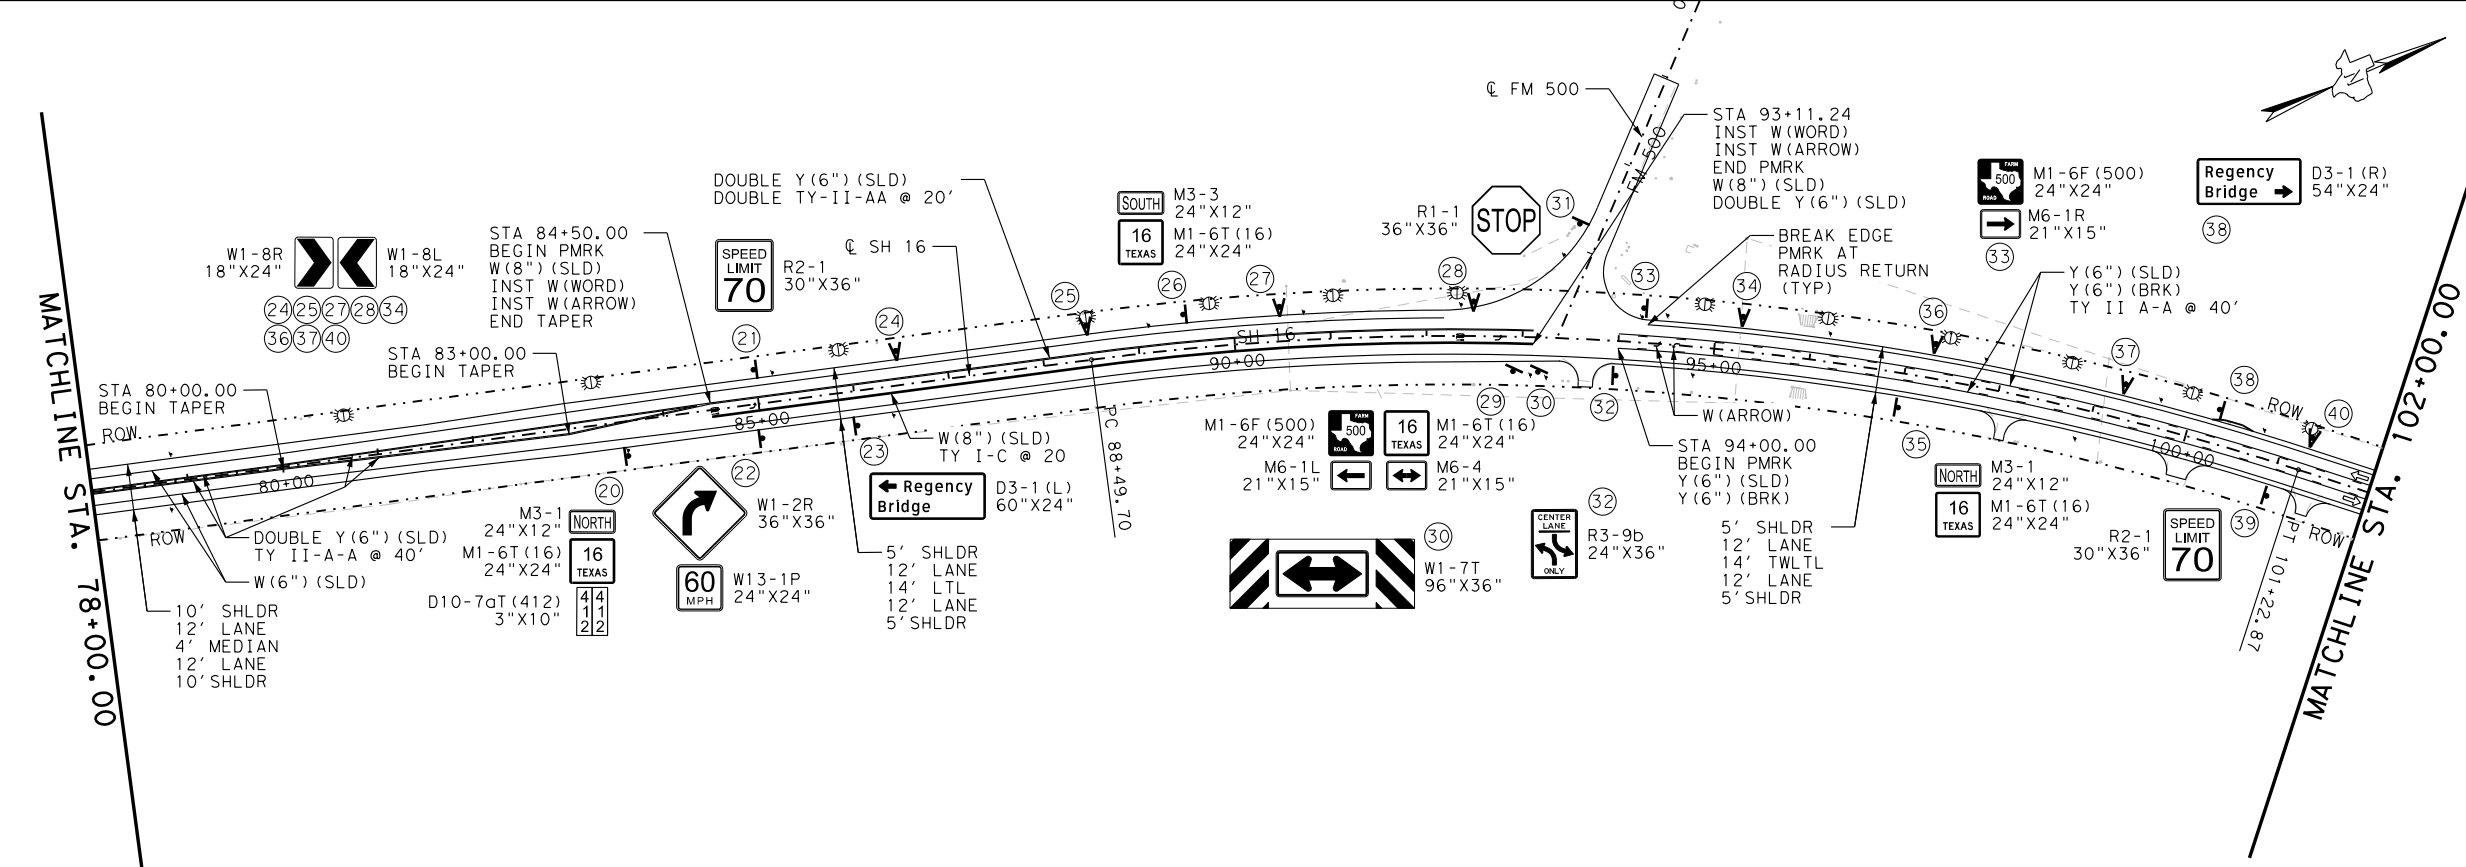 MATCHLINE STA. 78+00.00
STA 80+00.00
BEGIN TAPER
ROW
ROW
80+00
DOUBLE Y(6")(SLD)
TY II-A-A @ 40'
W(6")(SLD)
10' SHLDR
12' LANE
4' MEDIAN
12' LANE
10'SHLDR
W1-8R
18"X24"
W1-8L
18"X24"
24
25
27
28
34
36
37
40
STA 83+00.00
BEGIN TAPER
STA 84+50.00
BEGIN PMRK
W(8")(SLD)
INST W(WORD)
INST W(ARROW)
END TAPER
20
M3-1
24"X12"
NORTH
M1-6T(16)
24"X24"
16
TEXAS
D10-7aT(412)
3"X10"
4 4
1 1
2 2
SPEED
LIMIT
70
R2-1
30"X36"
21
85+00
22
W1-2R
36"X36"
60
MPH
W13-1P
24"X24"
DOUBLE Y(6")(SLD)
DOUBLE TY-II-AA @ 20'
℄ SH 16
24
23
W(8")(SLD)
TY I-C @ 20
← Regency
Bridge
D3-1(L)
60"X24"
5' SHLDR
12' LANE
14' LTL
12' LANE
5'SHLDR
25
PC 88+49.70
SOUTH
M3-3
24"X12"
16
TEXAS
M1-6T(16)
24"X24"
26
27
SH 16
90+00
28
R1-1
36"X36"
STOP
31
℄ FM 500
FM 500
STA 93+11.24
INST W(WORD)
INST W(ARROW)
END PMRK
W(8")(SLD)
DOUBLE Y(6")(SLD)
BREAK EDGE
PMRK AT
RADIUS RETURN
(TYP)
29
30
32
M1-6F(500)
24"X24"
FARM
500
ROAD
16
TEXAS
M1-6T(16)
24"X24"
M6-1L
21"X15"
M6-4
21"X15"
30
W1-7T
96"X36"
32
CENTER
LANE
ONLY
R3-9b
24"X36"
33
34
95+00
W(ARROW)
STA 94+00.00
BEGIN PMRK
Y(6")(SLD)
Y(6")(BRK)
5' SHLDR
12' LANE
14' TWLTL
12' LANE
5'SHLDR
FARM
500
ROAD
M1-6F(500)
24"X24"
M6-1R
21"X15"
33
Regency
Bridge →
D3-1(R)
54"X24"
38
Y(6")(SLD)
Y(6")(BRK)
TY II A-A @ 40'
36
37
38
40
35
NORTH
M3-1
24"X12"
16
TEXAS
M1-6T(16)
24"X24"
100+00
R2-1
30"X36"
SPEED
LIMIT
70
39
ROW
ROW
PT 101+22.87
MATCHLINE STA. 102+00.00